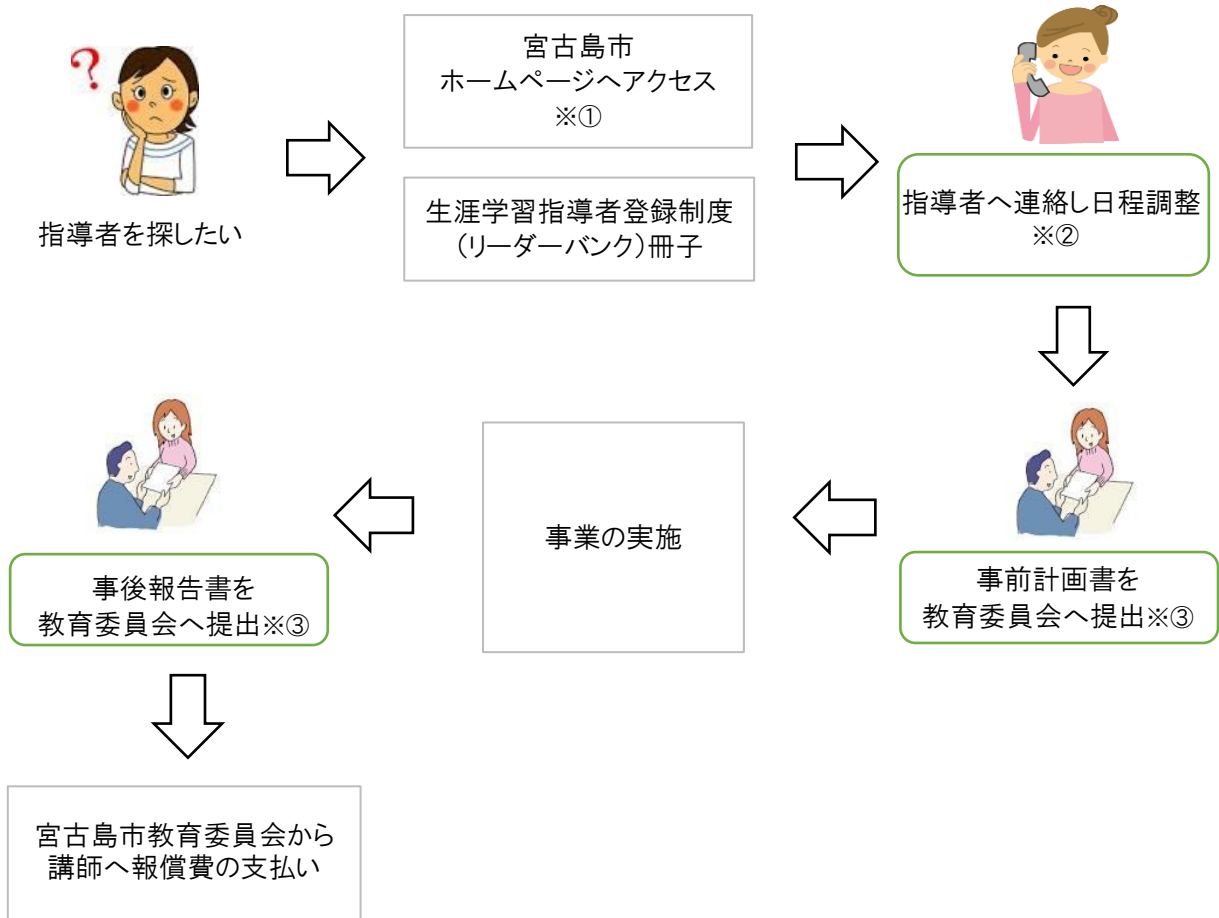 ?
指導者を探したい
宮古島市
ホームページへアクセス
※①
生涯学習指導者登録制度
(リーダーバンク)冊子
指導者へ連絡し日程調整
※②
事前計画書を
教育委員会へ提出※③
事業の実施
事後報告書を
教育委員会へ提出※③
宮古島市教育委員会から
講師へ報償費の支払い